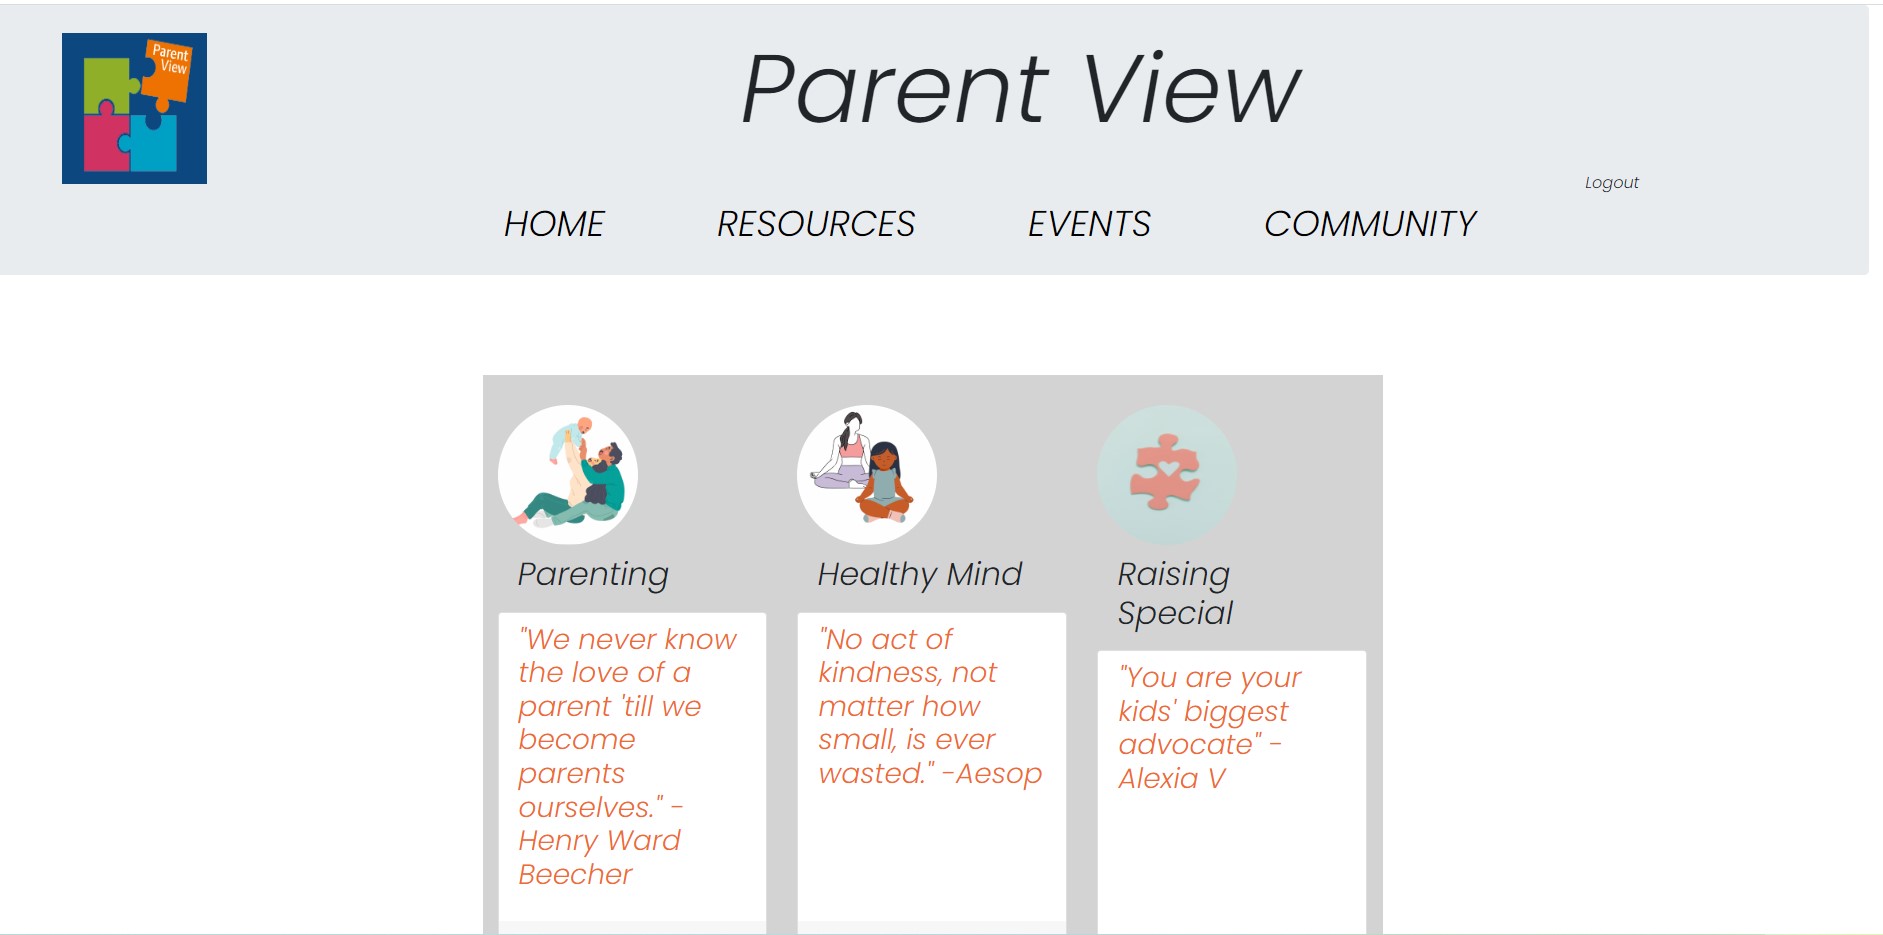 Parent
View
Parent View
Logout
HOME RESOURCES EVENTS COMMUNITY
Parenting
"We never know
the love of a
parent 'till we
become
parents
ourselves." -
Henry Ward
Beecher
Healthy Mind
"No act of
kindness, not
matter how
small, is ever
wasted." -Aesop
Raising
Special
"You are your
kids' biggest
advocate" -
Alexia V